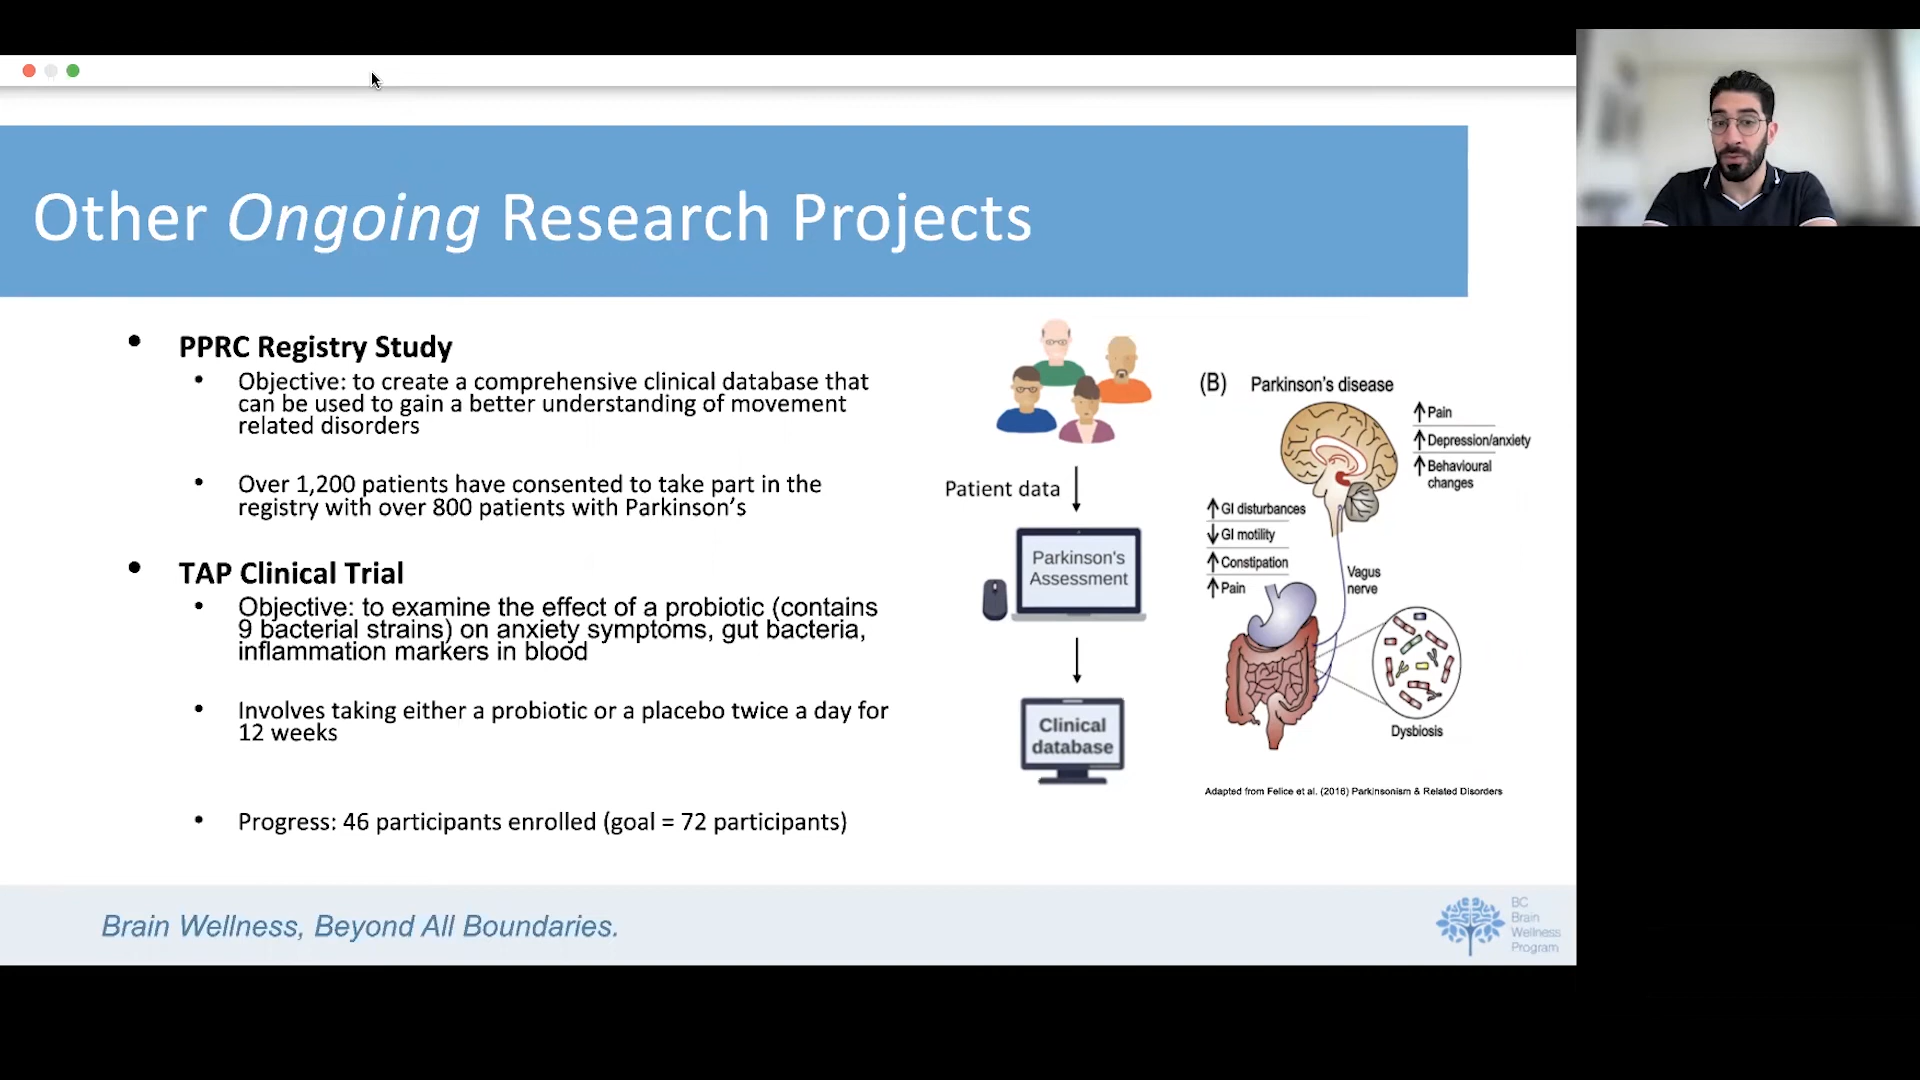 Other Ongoing Research Projects
• PPRC Registry Study
• Objective: to create a comprehensive clinical database that
can be used to gain a better understanding of movement
related disorders
• Over 1,200 patients have consented to take part in the
registry with over 800 patients with Parkinson's
• TAP Clinical Trial
• Objective: to examine the effect of a probiotic (contains
9 bacterial strains) on anxiety symptoms, gut bacteria,
inflammation markers in blood
• Involves taking either a probiotic or a placebo twice a day for
12 weeks
• Progress: 46 participants enrolled (goal = 72 participants)
Patient data
Parkinson's
Assessment
Clinical
database
(B) Parkinson's disease
↑Pain
↑Depression/anxiety
↑Behavioural
changes
↑GI disturbances
↓GI motility
↑Constipation
↑Pain
Vagus
nerve
Dysbiosis
Adapted from Felice et al. (2016) Parkinsonism & Related Disorders
Brain Wellness, Beyond All Boundaries.
BC
Brain
Wellness
Program